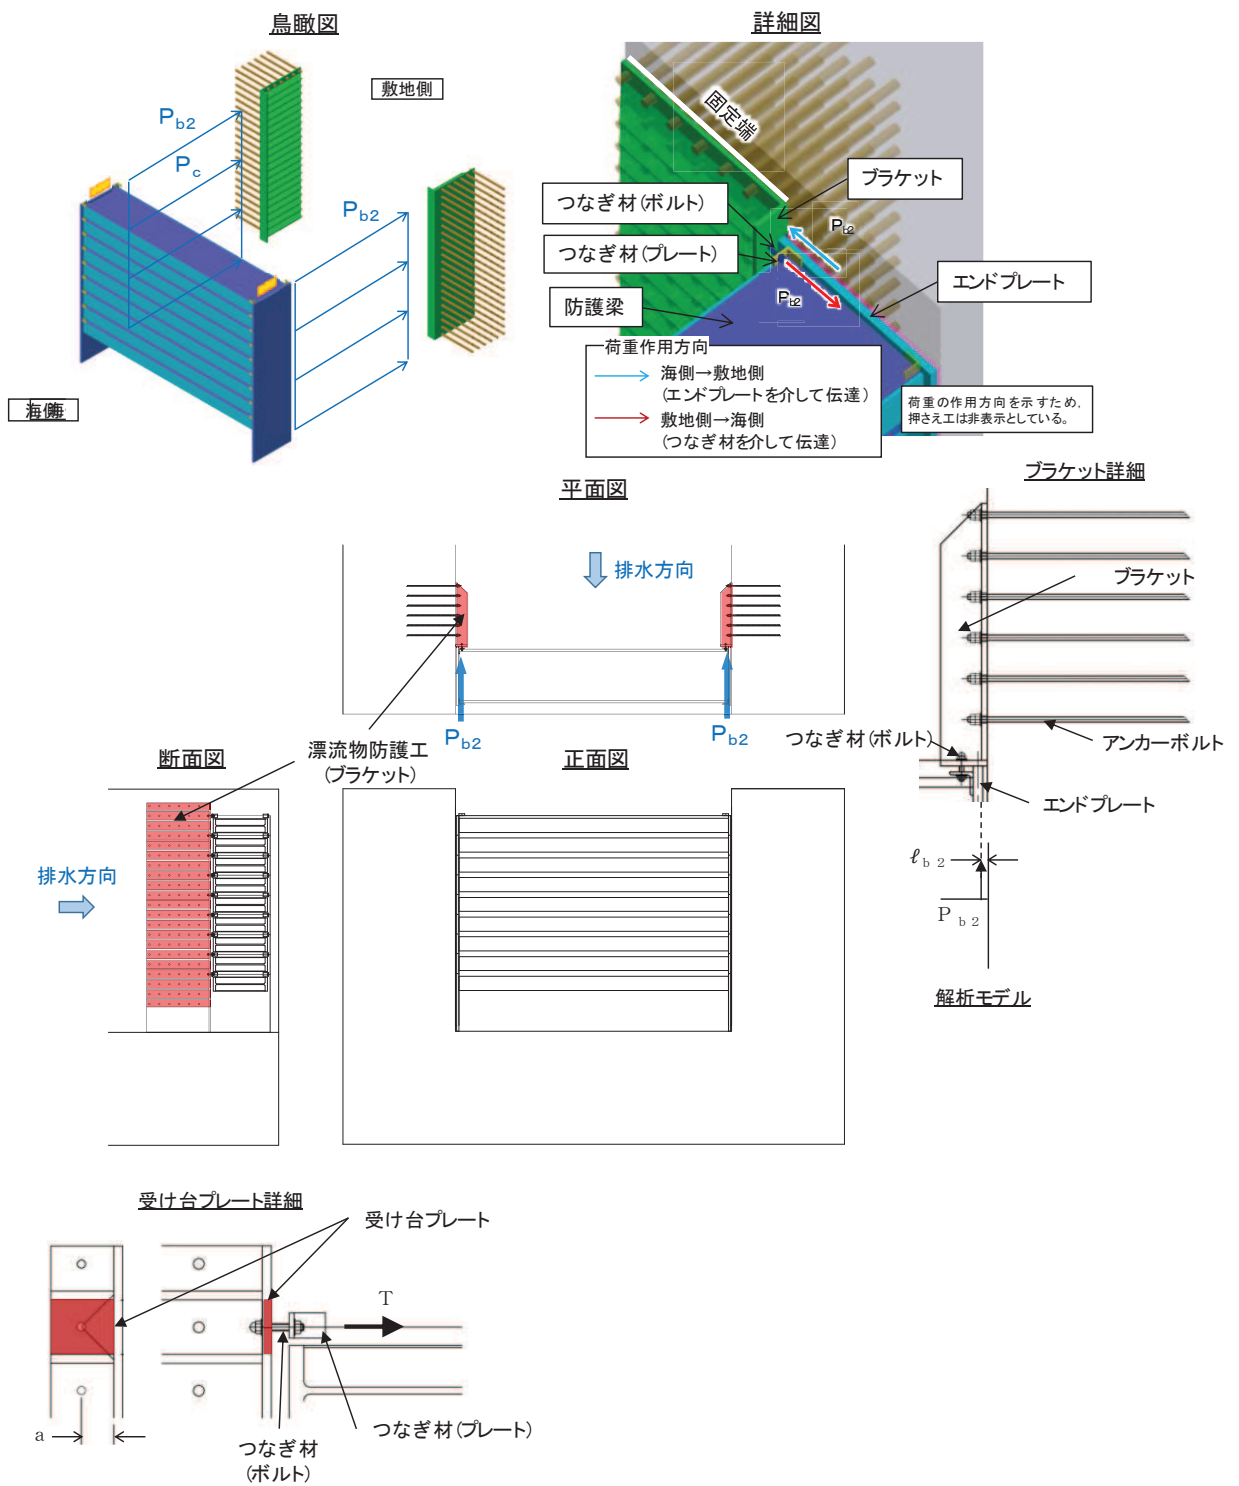 鳥瞰図
敷地側
Pb2
Pc
Pb2
詳細図
固定端
ブラケット
つなぎ材(ボルト)
つなぎ材(プレート)
防護梁
エンドプレート
Pb2
Pb2
荷重作用方向
海側→敷地側
(エンドプレートを介して伝達)
敷地側→海側
(つなぎ材を介して伝達)
荷重の作用方向を示すため,
押さえ工は非表示としている。
平面図
排水方向
Pb2
Pb2
漂流物防護工
(ブラケット)
ブラケット詳細
ブラケット
つなぎ材(ボルト)
アンカーボルト
エンドプレート
ℓb2
Pb2
解析モデル
断面図
排水方向
正面図
受け台プレート詳細
受け台プレート
T
a
つなぎ材
(ボルト)
つなぎ材(プレート)